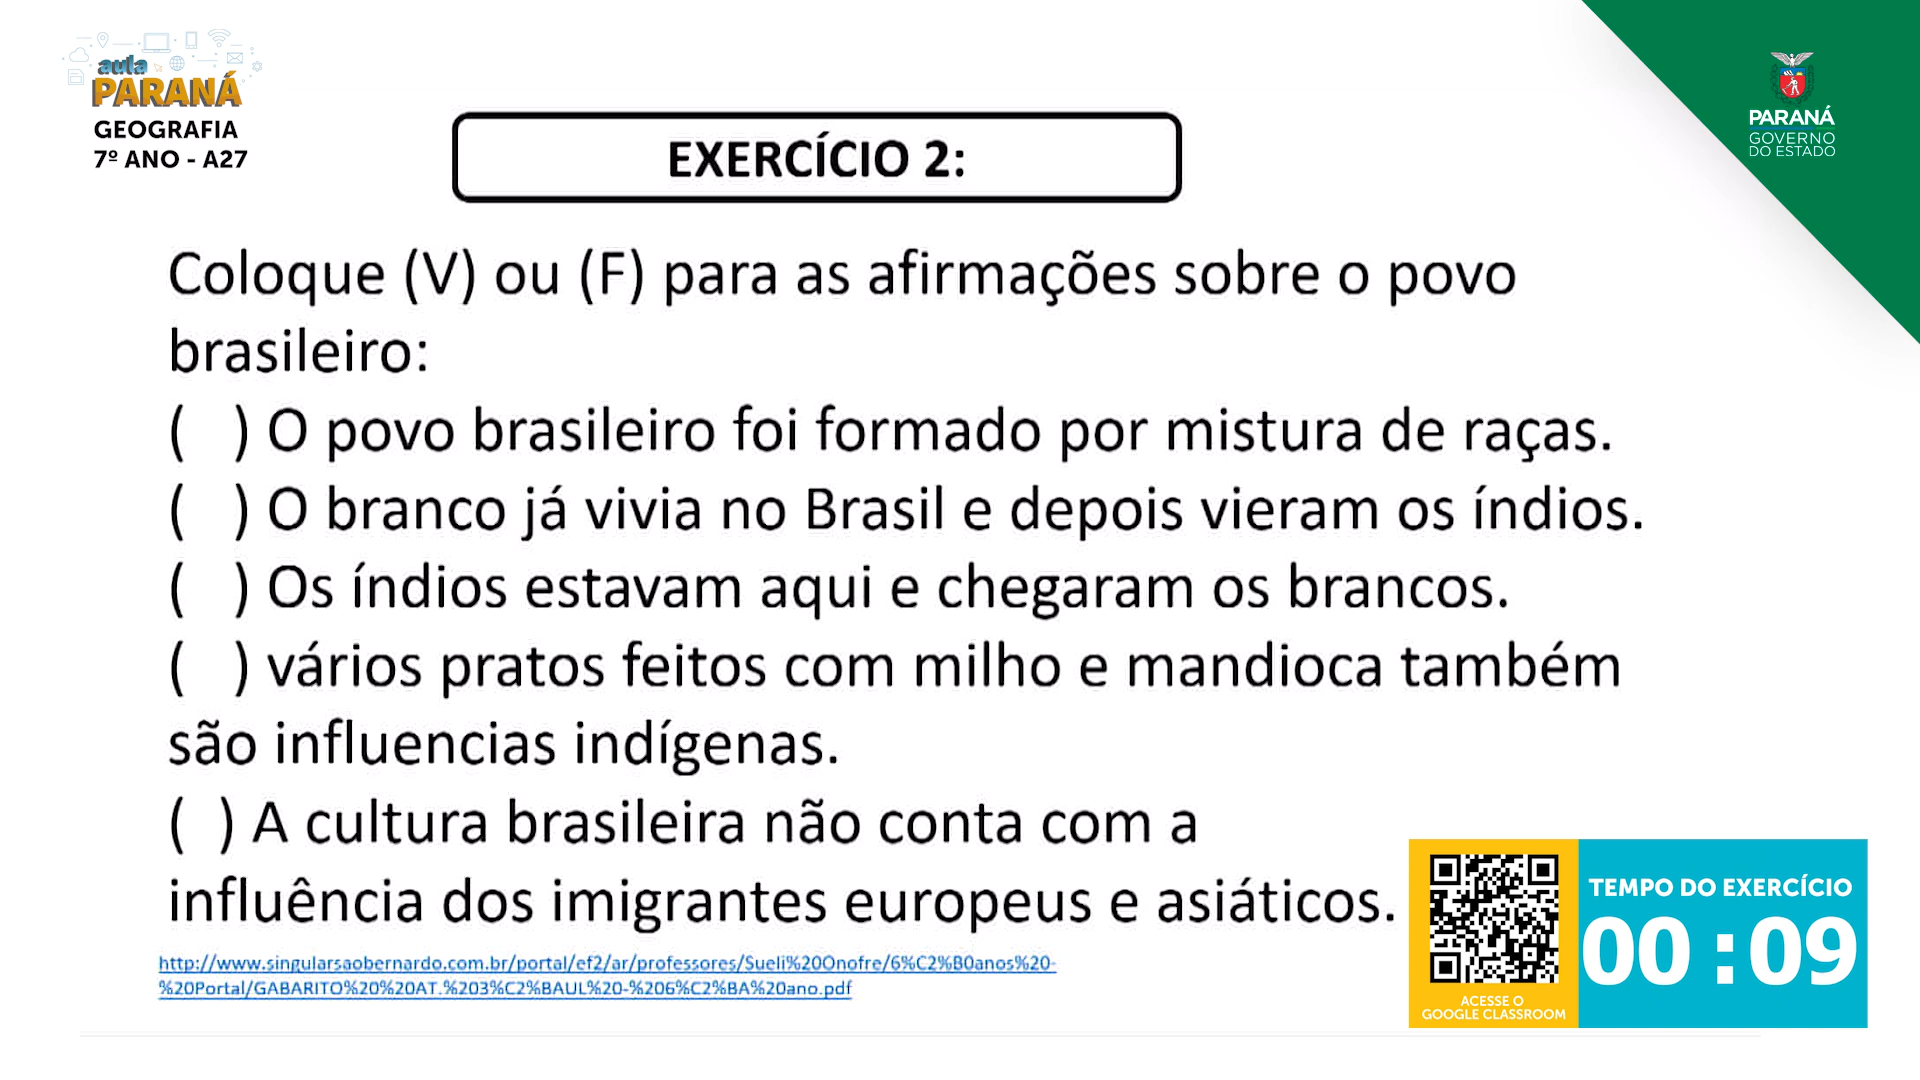 aula
PARANÁ
GEOGRAFIA
7º ANO - A27
PARANÁ
GOVERNO
DO ESTADO
EXERCÍCIO 2:
Coloque (V) ou (F) para as afirmações sobre o povo
brasileiro:
(   ) O povo brasileiro foi formado por mistura de raças.
(   ) O branco já vivia no Brasil e depois vieram os índios.
(   ) Os índios estavam aqui e chegaram os brancos.
(   ) vários pratos feitos com milho e mandioca também
são influencias indígenas.
(  ) A cultura brasileira não conta com a
influência dos imigrantes europeus e asiáticos.
http://www.singularsaobernardo.com.br/portal/ef2/ar/professores/Sueli%20Onofre/6%C2%B0anos%20-
%20Portal/GABARITO%20%20AT.%203%C2%BAUL%20-%206%C2%BA%20ano.pdf
ACESSE O
GOOGLE CLASSROOM
TEMPO DO EXERCÍCIO
00:09